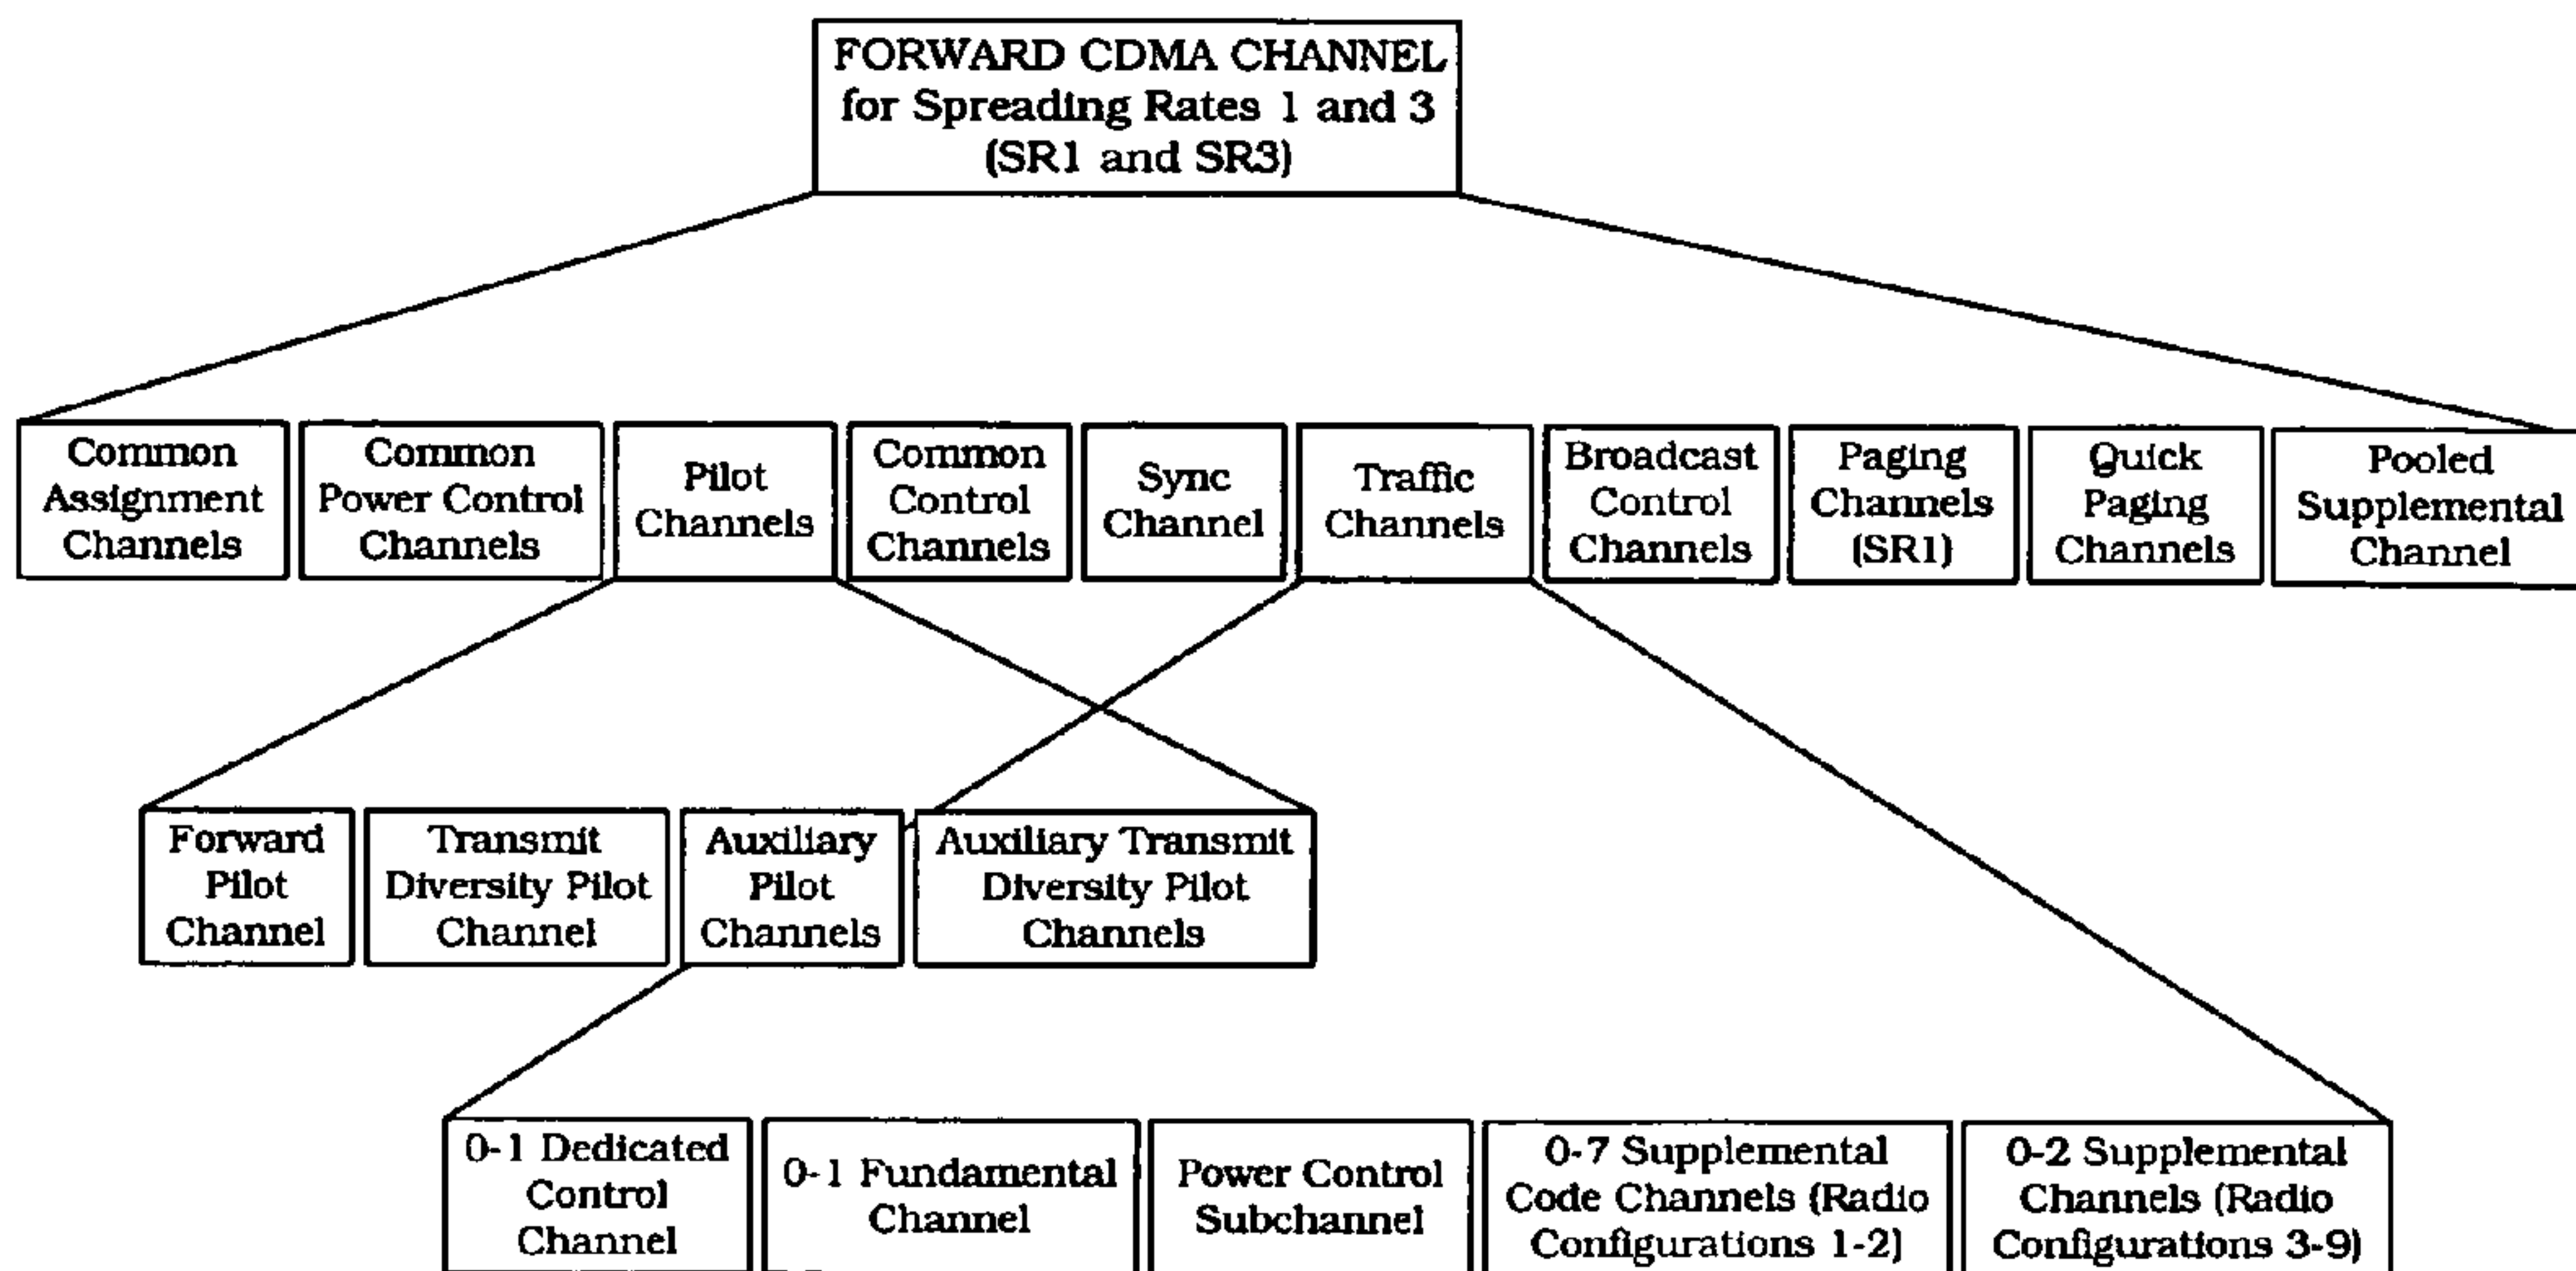 FORWARD CDMA CHANNEL
for Spreading Rates 1 and 3
(SR1 and SR3)
Common
Assignment
Channels
Common
Power Control
Channels
Pilot
Channels
Common
Control
Channels
Sync
Channel
Traffic
Channels
Broadcast
Control
Channels
Paging
Channels
(SR1)
Quick
Paging
Channels
Pooled
Supplemental
Channel
Forward
Pilot
Channel
Transmit
Diversity Pilot
Channel
Auxiliary
Pilot
Channels
Auxiliary Transmit
Diversity Pilot
Channels
0-1 Dedicated
Control
Channel
0-1 Fundamental
Channel
Power Control
Subchannel
0-7 Supplemental
Code Channels (Radio
Configurations 1-2)
0-2 Supplemental
Channels (Radio
Configurations 3-9)